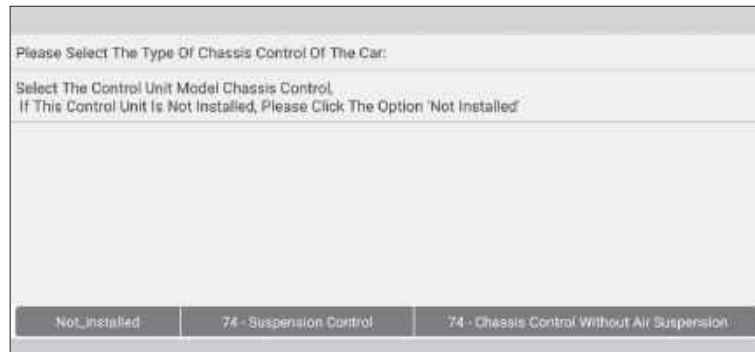 Please Select The Type Of Chassis Control Of The Car:
Select The Control Unit Model Chassis Control.
If This Control Unit Is Not Installed, Please Click The Option 'Not Installed'
Not_installed
74 - Suspension Control
74 - Chassis Control Without Air Suspension